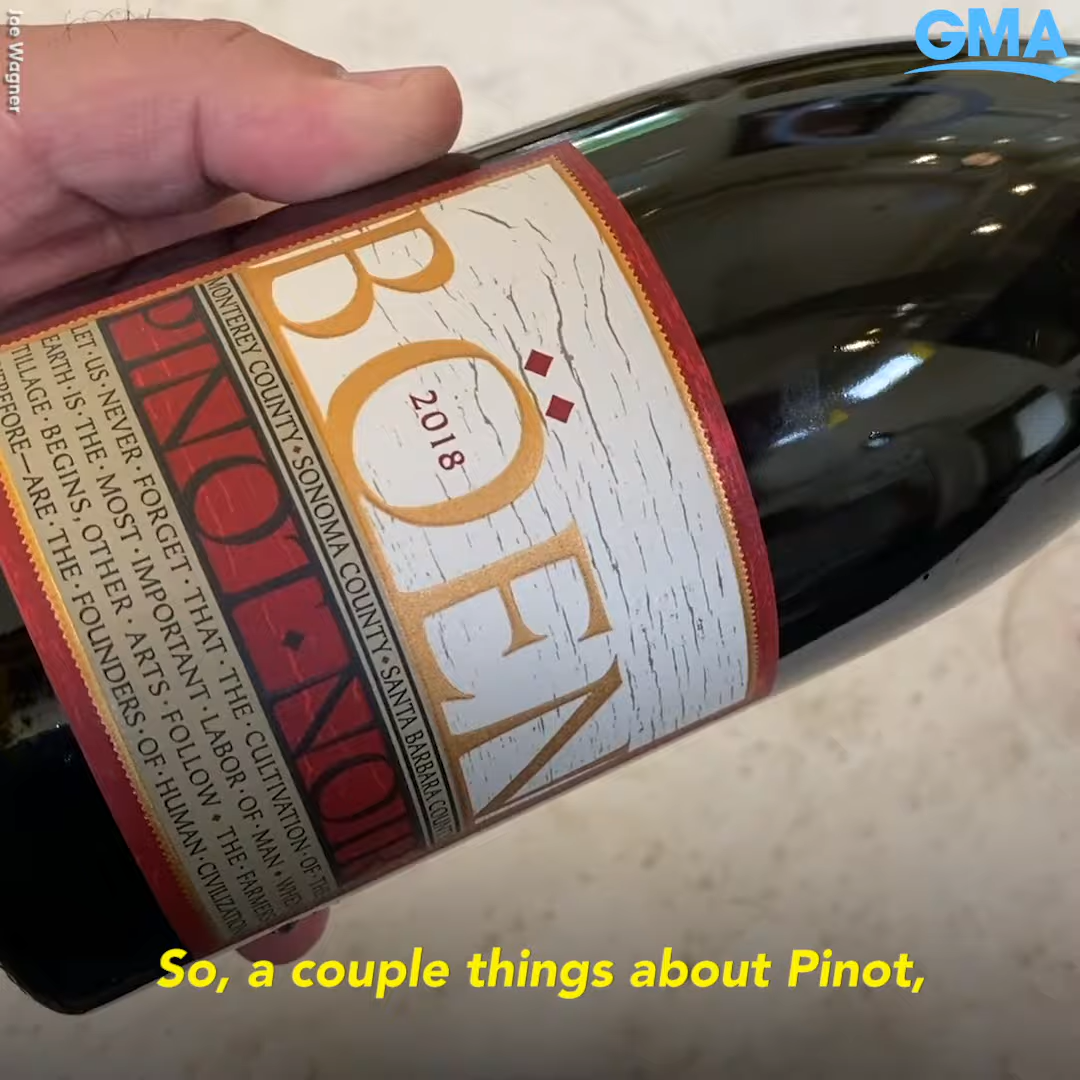 Joe Wagner
GMA
BÖEN
2018
MONTEREY COUNTY • SONOMA COUNTY • SANTA BARBARA
PINOT • NOIR
LET · US · NEVER · FORGET · THAT · THE · CULTIVATION · OF ·
EARTH · IS · THE · MOST · IMPORTANT · LABOR · OF · MAN •
TILLAGE · BEGINS, OTHER · ARTS · FOLLOW • THE · FARMERS
ARE · THE · FOUNDERS · OF · HUMAN · CIVILIZATION
So, a couple things about Pinot,